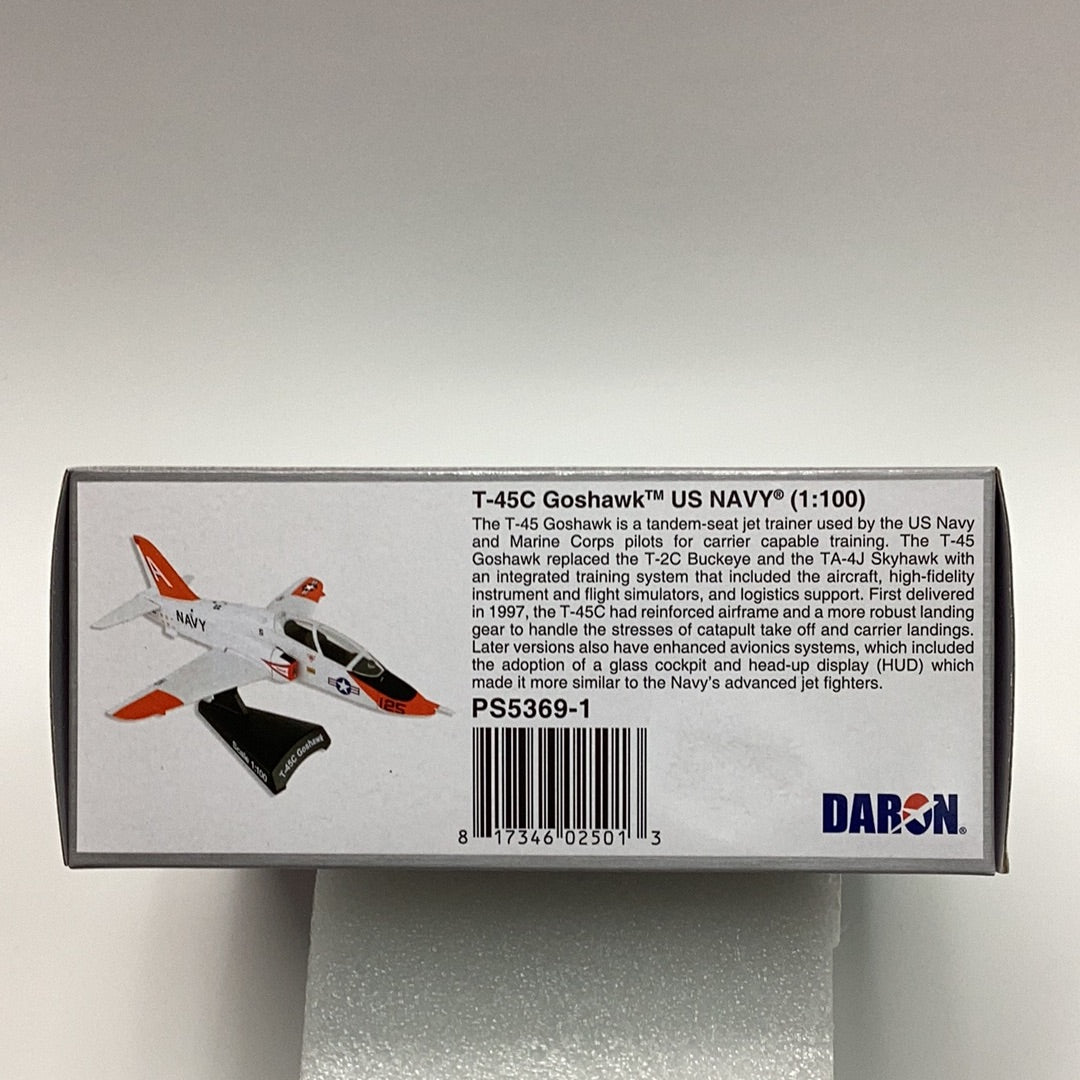 T-45C Goshawk™ US NAVY® (1:100)
The T-45 Goshawk is a tandem-seat jet trainer used by the US Navy
and Marine Corps pilots for carrier capable training. The T-45
Goshawk replaced the T-2C Buckeye and the TA-4J Skyhawk with
an integrated training system that included the aircraft, high-fidelity
instrument and flight simulators, and logistics support. First delivered
in 1997, the T-45C had reinforced airframe and a more robust landing
gear to handle the stresses of catapult take off and carrier landings.
Later versions also have enhanced avionics systems, which included
the adoption of a glass cockpit and head-up display (HUD) which
made it more similar to the Navy's advanced jet fighters.
PS5369-1
8 17346 02501 3
DARON®
A
NAVY
125
Scale 1:100
T-45C Goshawk